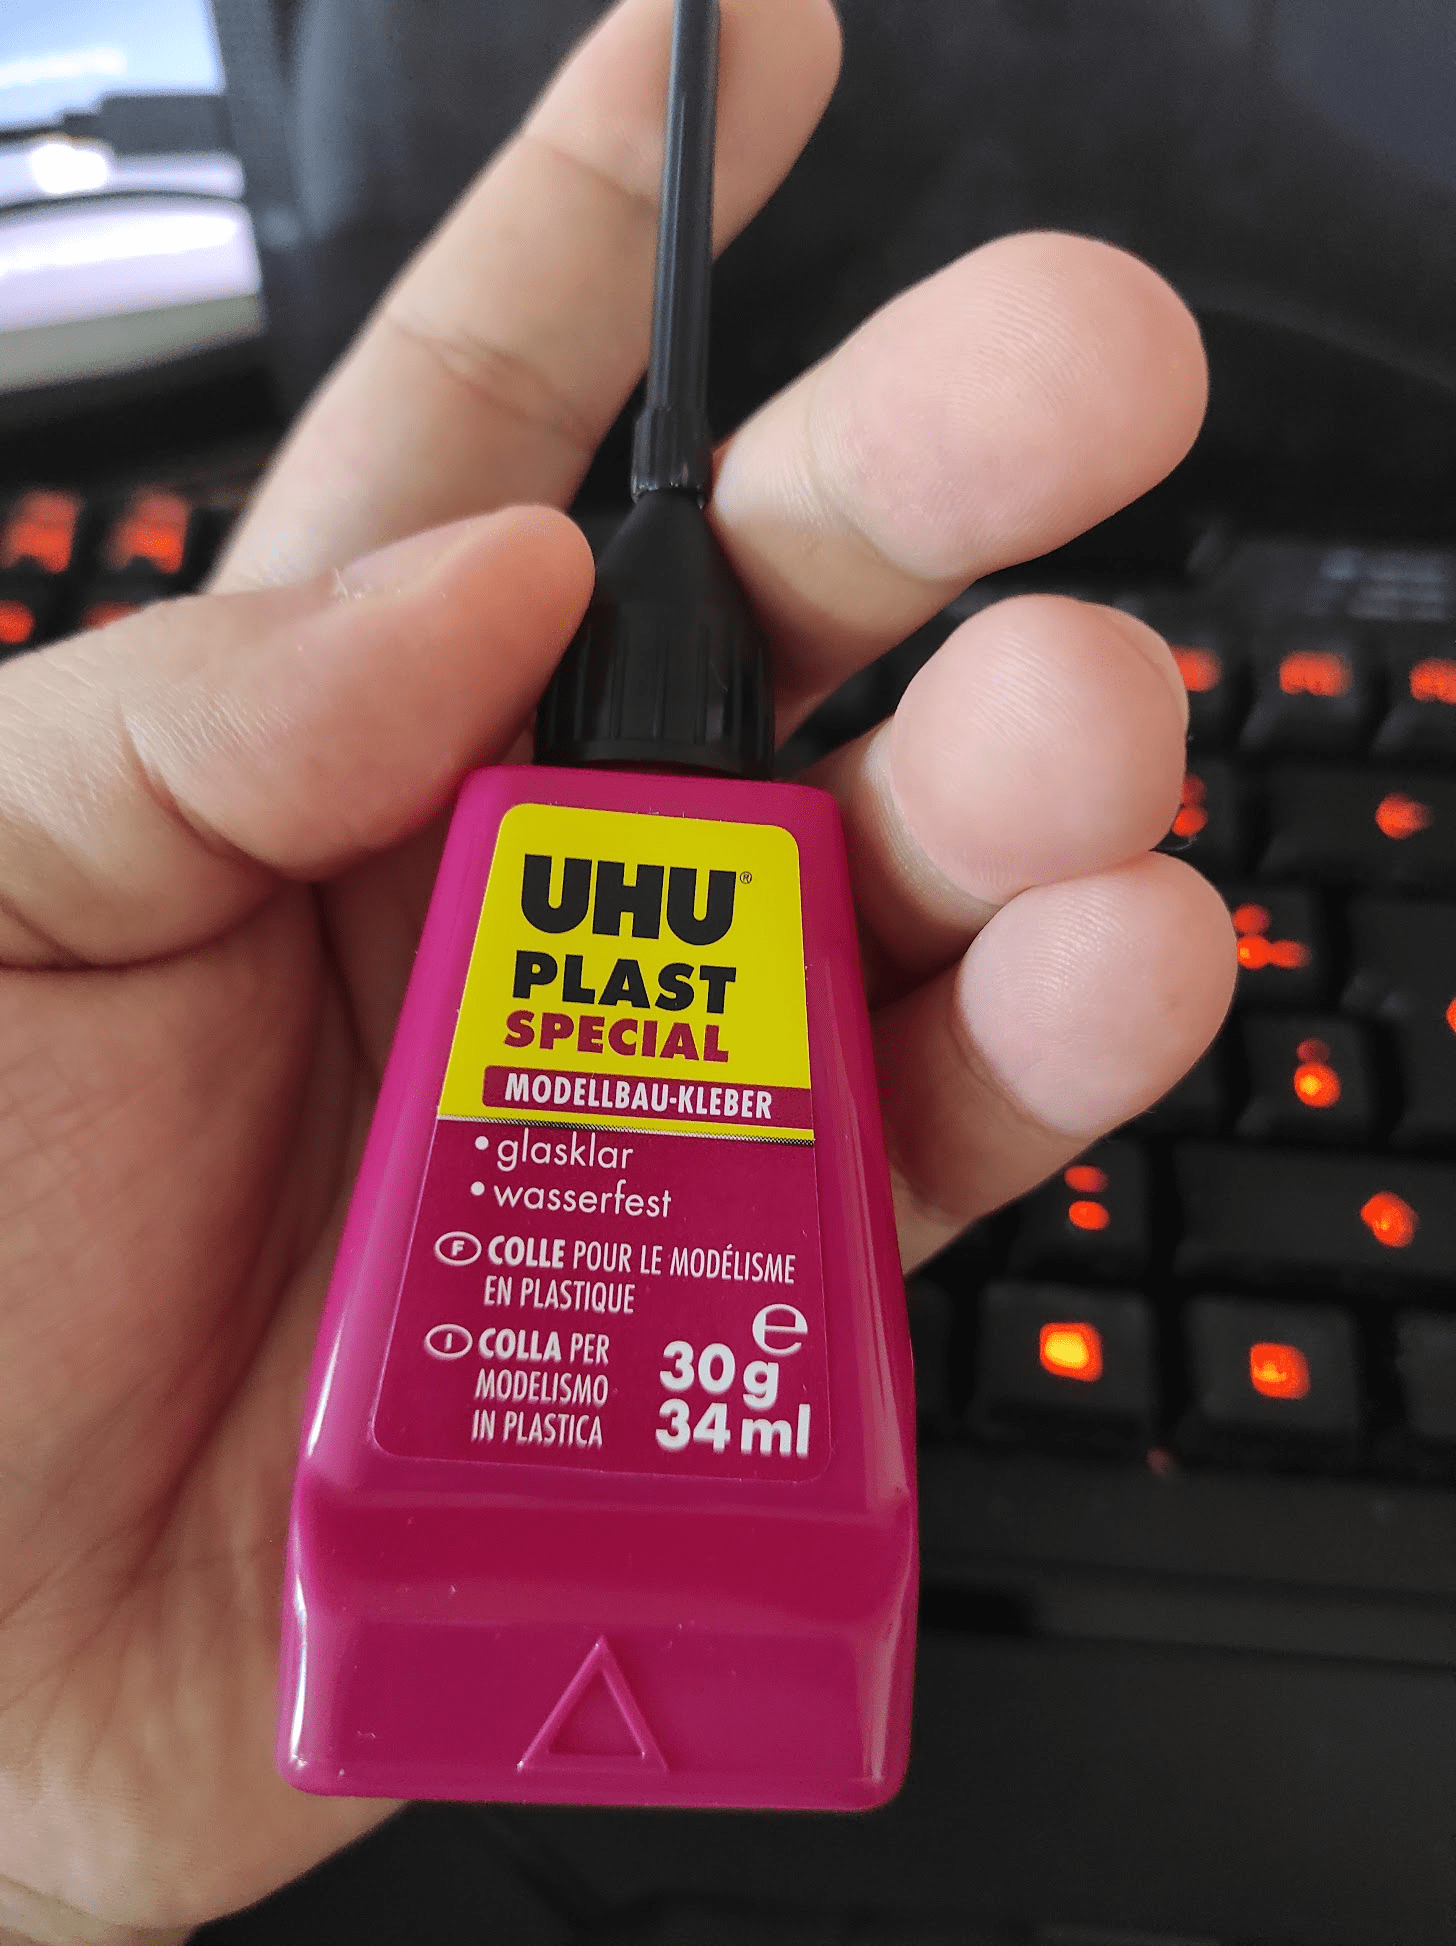 UHU®
PLAST
SPECIAL
MODELLBAU-KLEBER
• glasklar
• wasserfest
F COLLE POUR LE MODÉLISME
EN PLASTIQUE
I COLLA PER
MODELISMO
IN PLASTICA
e
30g
34ml